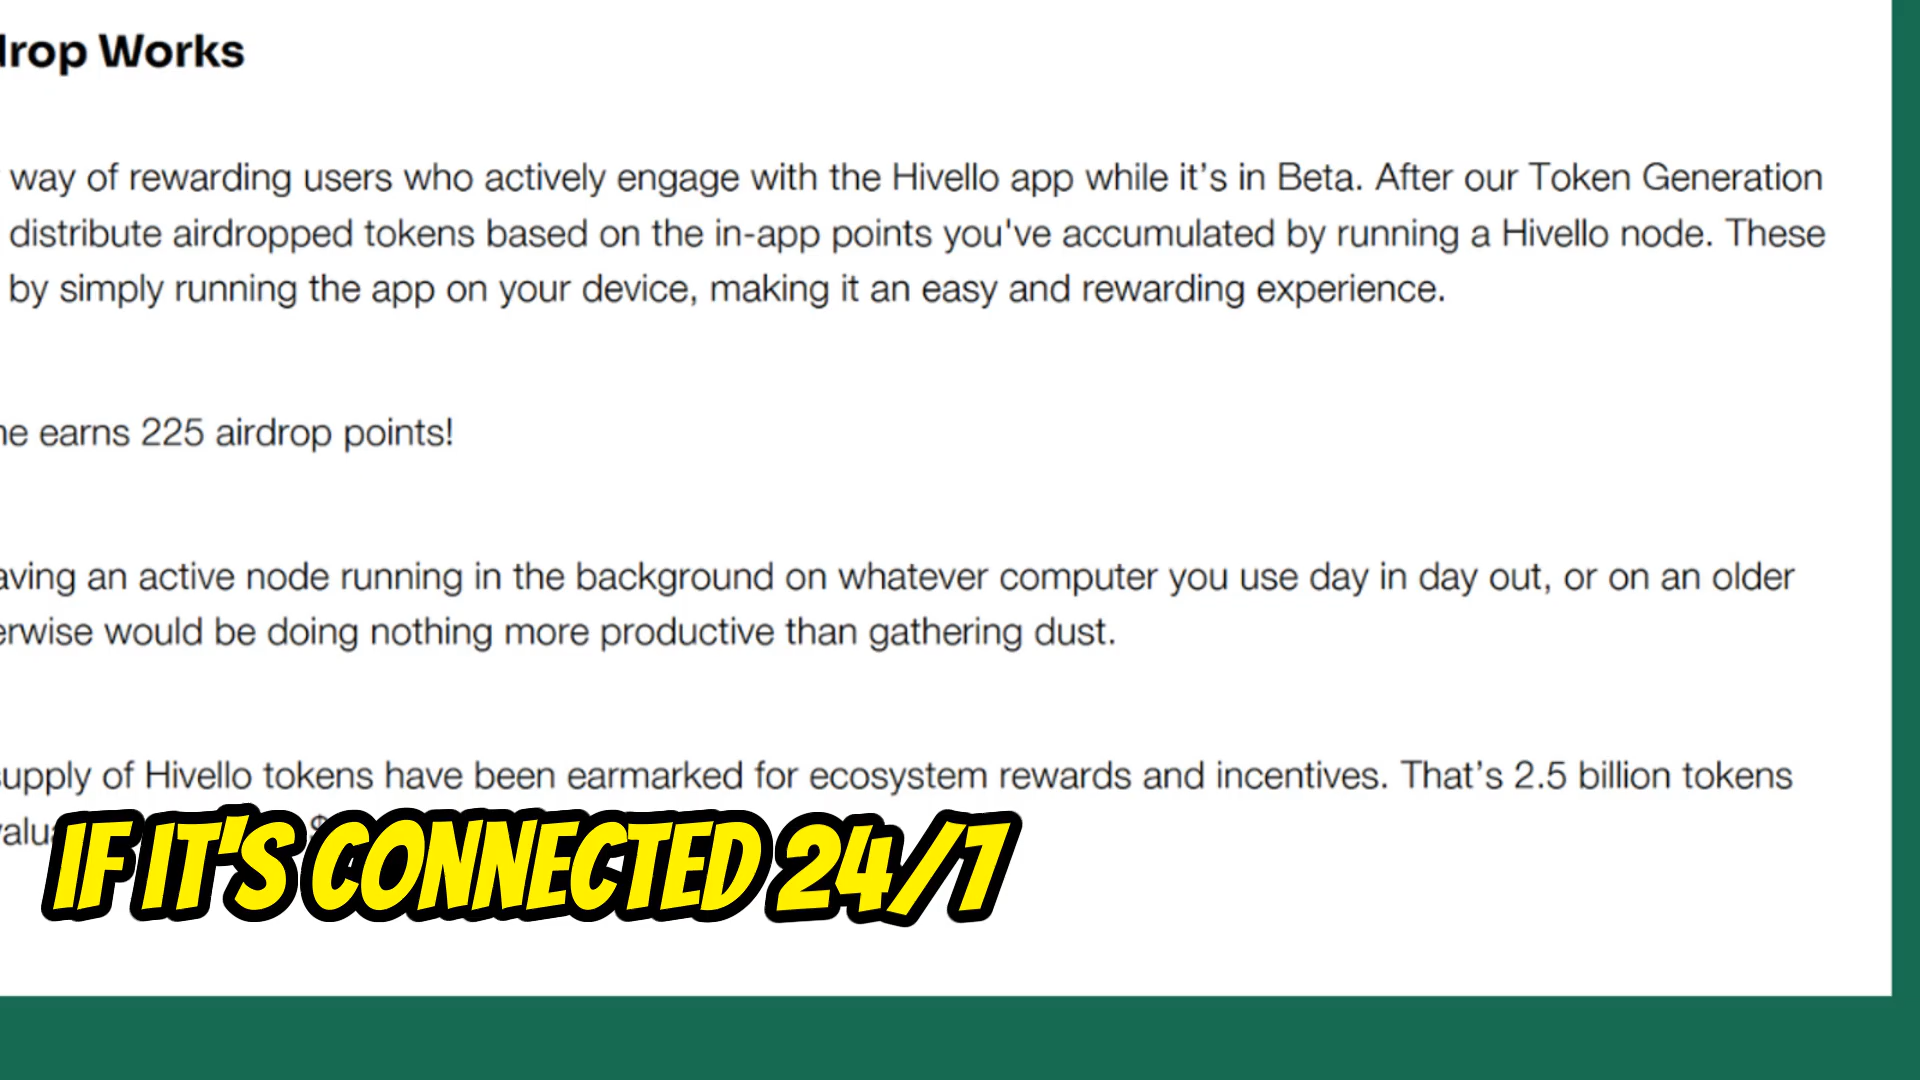 drop Works
way of rewarding users who actively engage with the Hivello app while it’s in Beta. After our Token Generation
distribute airdropped tokens based on the in-app points you've accumulated by running a Hivello node. These
by simply running the app on your device, making it an easy and rewarding experience.
earns 225 airdrop points!
an active node running in the background on whatever computer you use day in day out, or on an older
would be doing nothing more productive than gathering dust.
supply of Hivello tokens have been earmarked for ecosystem rewards and incentives. That’s 2.5 billion tokens
IF IT'S CONNECTED 24/7